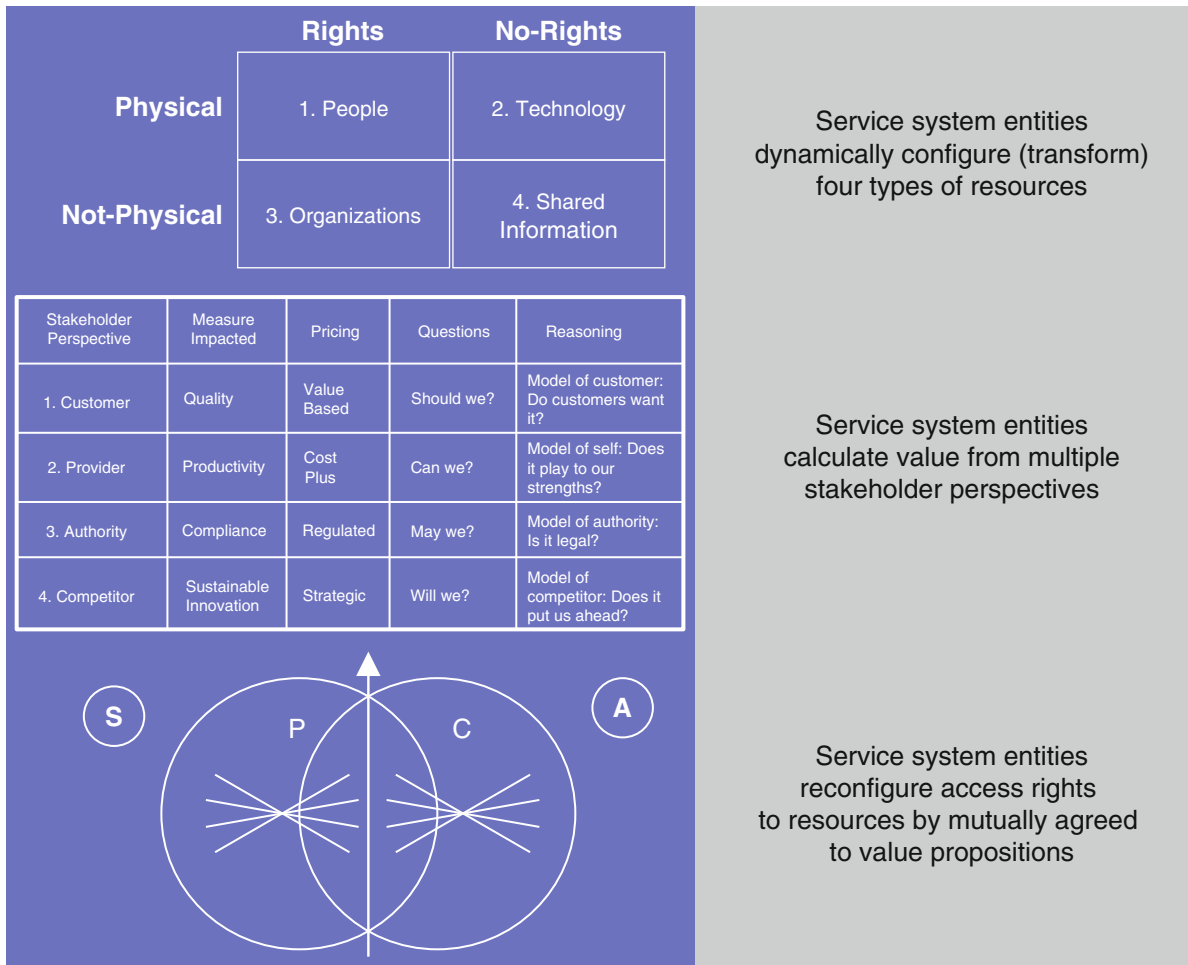 Rights No-Rights
Physical
1. People
2. Technology
Not-Physical
3. Organizations
4. Shared
Information
Service system entities
dynamically configure (transform)
four types of resources
Stakeholder
Perspective
Measure
Impacted
Pricing
Questions
Reasoning
1. Customer
Quality
Value
Based
Should we?
Model of customer:
Do customers want
it?
2. Provider
Productivity
Cost
Plus
Can we?
Model of self: Does
it play to our
strengths?
3. Authority
Compliance
Regulated
May we?
Model of authority:
Is it legal?
4. Competitor
Sustainable
Innovation
Strategic
Will we?
Model of
competitor: Does it
put us ahead?
Service system entities
calculate value from multiple
stakeholder perspectives
S
P
C
A
Service system entities
reconfigure access rights
to resources by mutually agreed
to value propositions